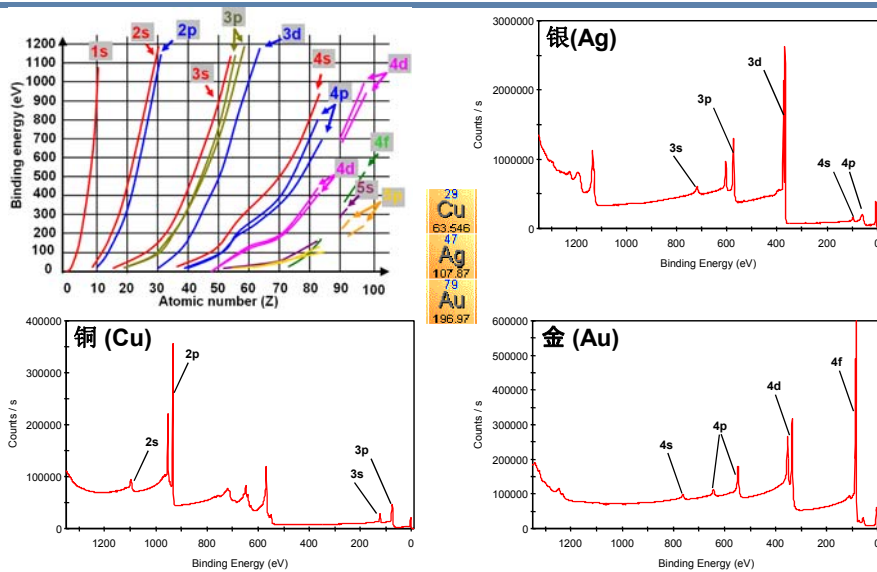 Binding energy (eV)
1200
1100
1000
900
800
700
600
500
400
300
200
100
0
0 10 20 30 40 50 60 70 80 90 100
Atomic number (Z)
1s
2s
2p
3s
3p
3d
4s
4p
4d
4d
4f
5s
29
Cu
63.546
47
Ag
107.87
79
Au
196.97
银(Ag)
Counts / s
3000000
2000000
1000000
0
3s
3p
3d
4s
4p
1200 1000 800 600 400 200 0
Binding Energy (eV)
铜 (Cu)
Counts / s
400000
300000
200000
100000
0
2s
2p
3s
3p
1200 1000 800 600 400 200 0
Binding Energy (eV)
金 (Au)
Counts / s
600000
500000
400000
300000
200000
100000
0
4s
4p
4d
4f
1200 1000 800 600 400 200 0
Binding Energy (eV)